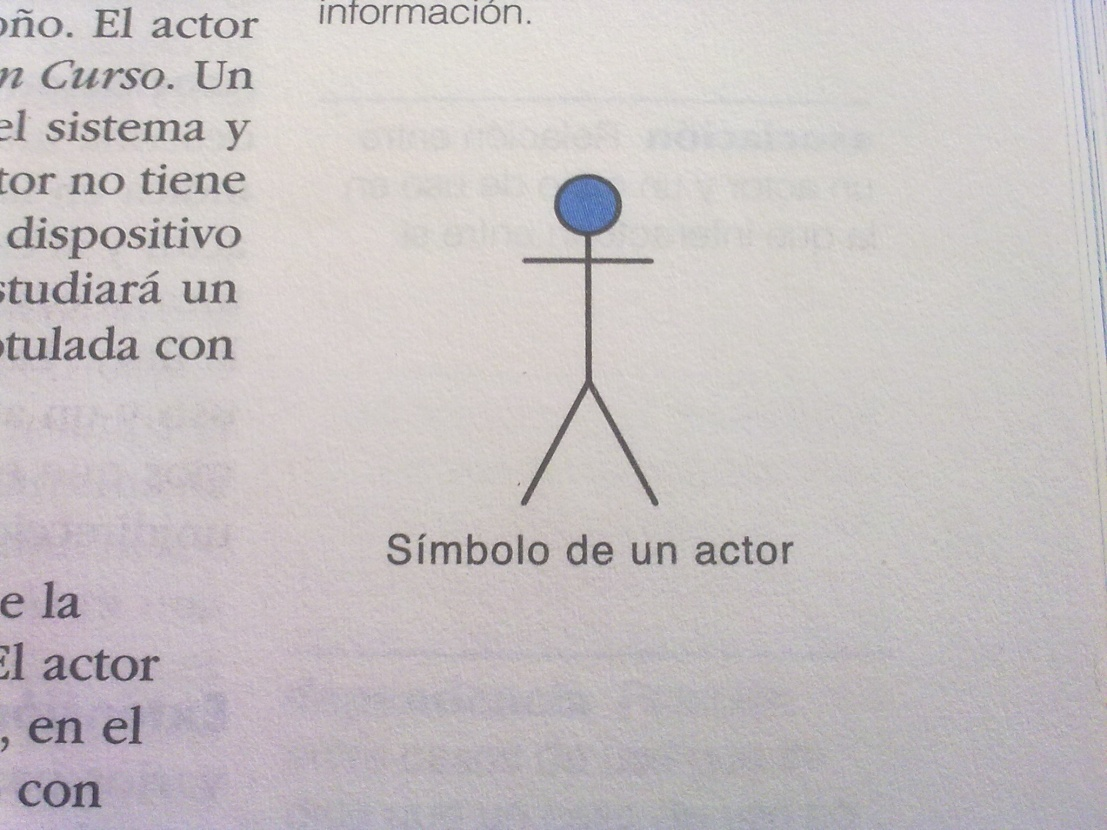 oño. El actor
n Curso. Un
el sistema y
tor no tiene
dispositivo
studiará un
otulada con
e la
El actor
, en el
con
información.
Símbolo de un actor